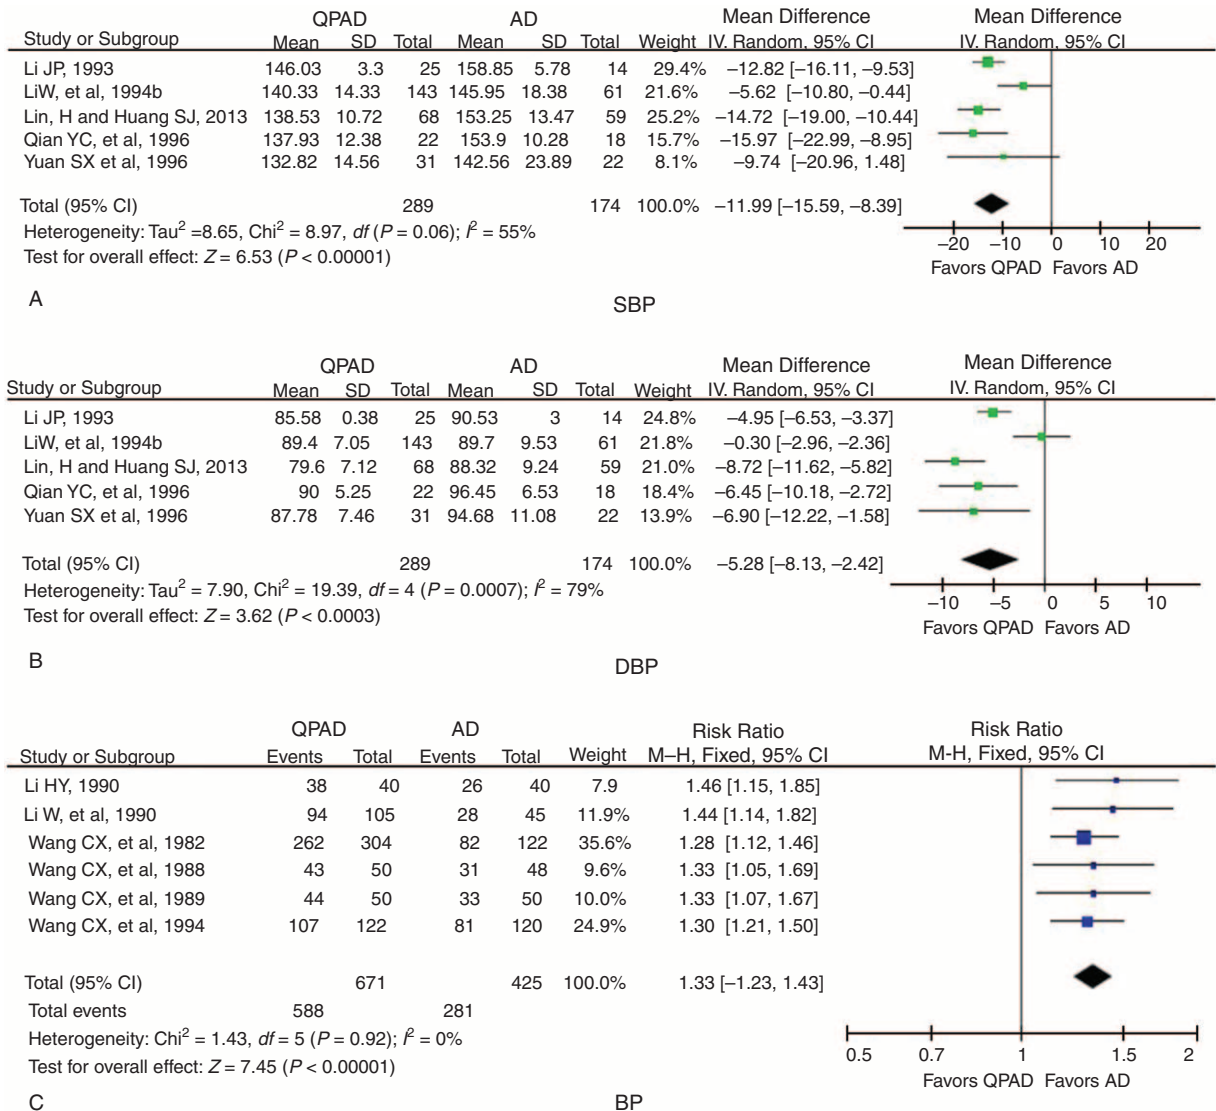 QPAD AD Mean Difference Mean Difference
Study or Subgroup Mean SD Total Mean SD Total Weight IV. Random, 95% CI IV. Random, 95% CI
Li JP, 1993 146.03 3.3 25 158.85 5.78 14 29.4% −12.82 [−16.11, −9.53]
LiW, et al, 1994b 140.33 14.33 143 145.95 18.38 61 21.6% −5.62 [−10.80, −0.44]
Lin, H and Huang SJ, 2013 138.53 10.72 68 153.25 13.47 59 25.2% −14.72 [−19.00, −10.44]
Qian YC, et al, 1996 137.93 12.38 22 153.9 10.28 18 15.7% −15.97 [−22.99, −8.95]
Yuan SX et al, 1996 132.82 14.56 31 142.56 23.89 22 8.1% −9.74 [−20.96, 1.48]
Total (95% CI) 289 174 100.0% −11.99 [−15.59, −8.39]
Heterogeneity: Tau² =8.65, Chi² = 8.97, df (P = 0.06); I² = 55%
Test for overall effect: Z = 6.53 (P < 0.00001)
−20 −10 0 10 20
Favors QPAD Favors AD
A
SBP
QPAD AD Mean Difference Mean Difference
Study or Subgroup Mean SD Total Mean SD Total Weight IV. Random, 95% CI IV. Random, 95% CI
Li JP, 1993 85.58 0.38 25 90.53 3 14 24.8% −4.95 [−6.53, −3.37]
LiW, et al, 1994b 89.4 7.05 143 89.7 9.53 61 21.8% −0.30 [−2.96, −2.36]
Lin, H and Huang SJ, 2013 79.6 7.12 68 88.32 9.24 59 21.0% −8.72 [−11.62, −5.82]
Qian YC, et al, 1996 90 5.25 22 96.45 6.53 18 18.4% −6.45 [−10.18, −2.72]
Yuan SX et al, 1996 87.78 7.46 31 94.68 11.08 22 13.9% −6.90 [−12.22, −1.58]
Total (95% CI) 289 174 100.0% −5.28 [−8.13, −2.42]
Heterogeneity: Tau² = 7.90, Chi² = 19.39, df = 4 (P = 0.0007); I² = 79%
Test for overall effect: Z = 3.62 (P < 0.0003)
−10 −5 0 5 10
Favors QPAD Favors AD
B
DBP
QPAD AD Risk Ratio Risk Ratio
Study or Subgroup Events Total Events Total Weight M–H, Fixed, 95% CI M-H, Fixed, 95% CI
Li HY, 1990 38 40 26 40 7.9 1.46 [1.15, 1.85]
Li W, et al, 1990 94 105 28 45 11.9% 1.44 [1.14, 1.82]
Wang CX, et al, 1982 262 304 82 122 35.6% 1.28 [1.12, 1.46]
Wang CX, et al, 1988 43 50 31 48 9.6% 1.33 [1.05, 1.69]
Wang CX, et al, 1989 44 50 33 50 10.0% 1.33 [1.07, 1.67]
Wang CX, et al, 1994 107 122 81 120 24.9% 1.30 [1.21, 1.50]
Total (95% CI) 671 425 100.0% 1.33 [−1.23, 1.43]
Total events 588 281
Heterogeneity: Chi² = 1.43, df = 5 (P = 0.92); I² = 0%
Test for overall effect: Z = 7.45 (P < 0.00001)
0.5 0.7 1 1.5 2
Favors QPAD Favors AD
C
BP